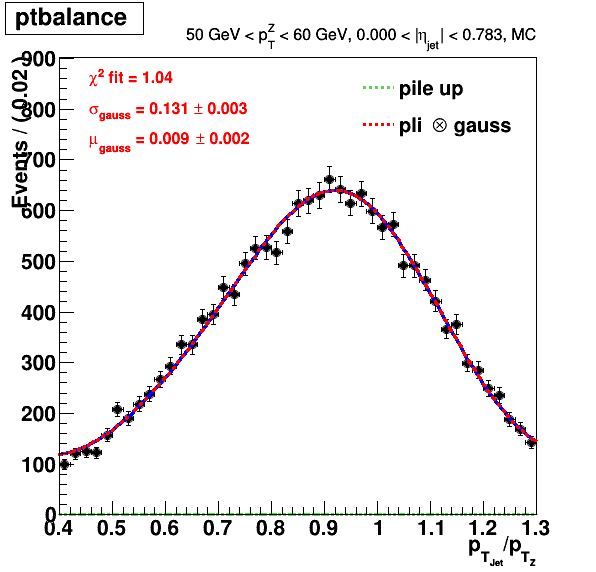 ptbalance
50 GeV < p_T^Z < 60 GeV, 0.000 < |η_jet| < 0.783, MC
Events / ( 0.02 )
900
800
700
600
500
400
300
200
100
0
χ² fit = 1.04
σ_gauss = 0.131 ± 0.003
μ_gauss = 0.009 ± 0.002
pile up
pli ⊗ gauss
0.4 0.5 0.6 0.7 0.8 0.9 1 1.1 1.2 1.3
p_T_Jet/p_T_Z